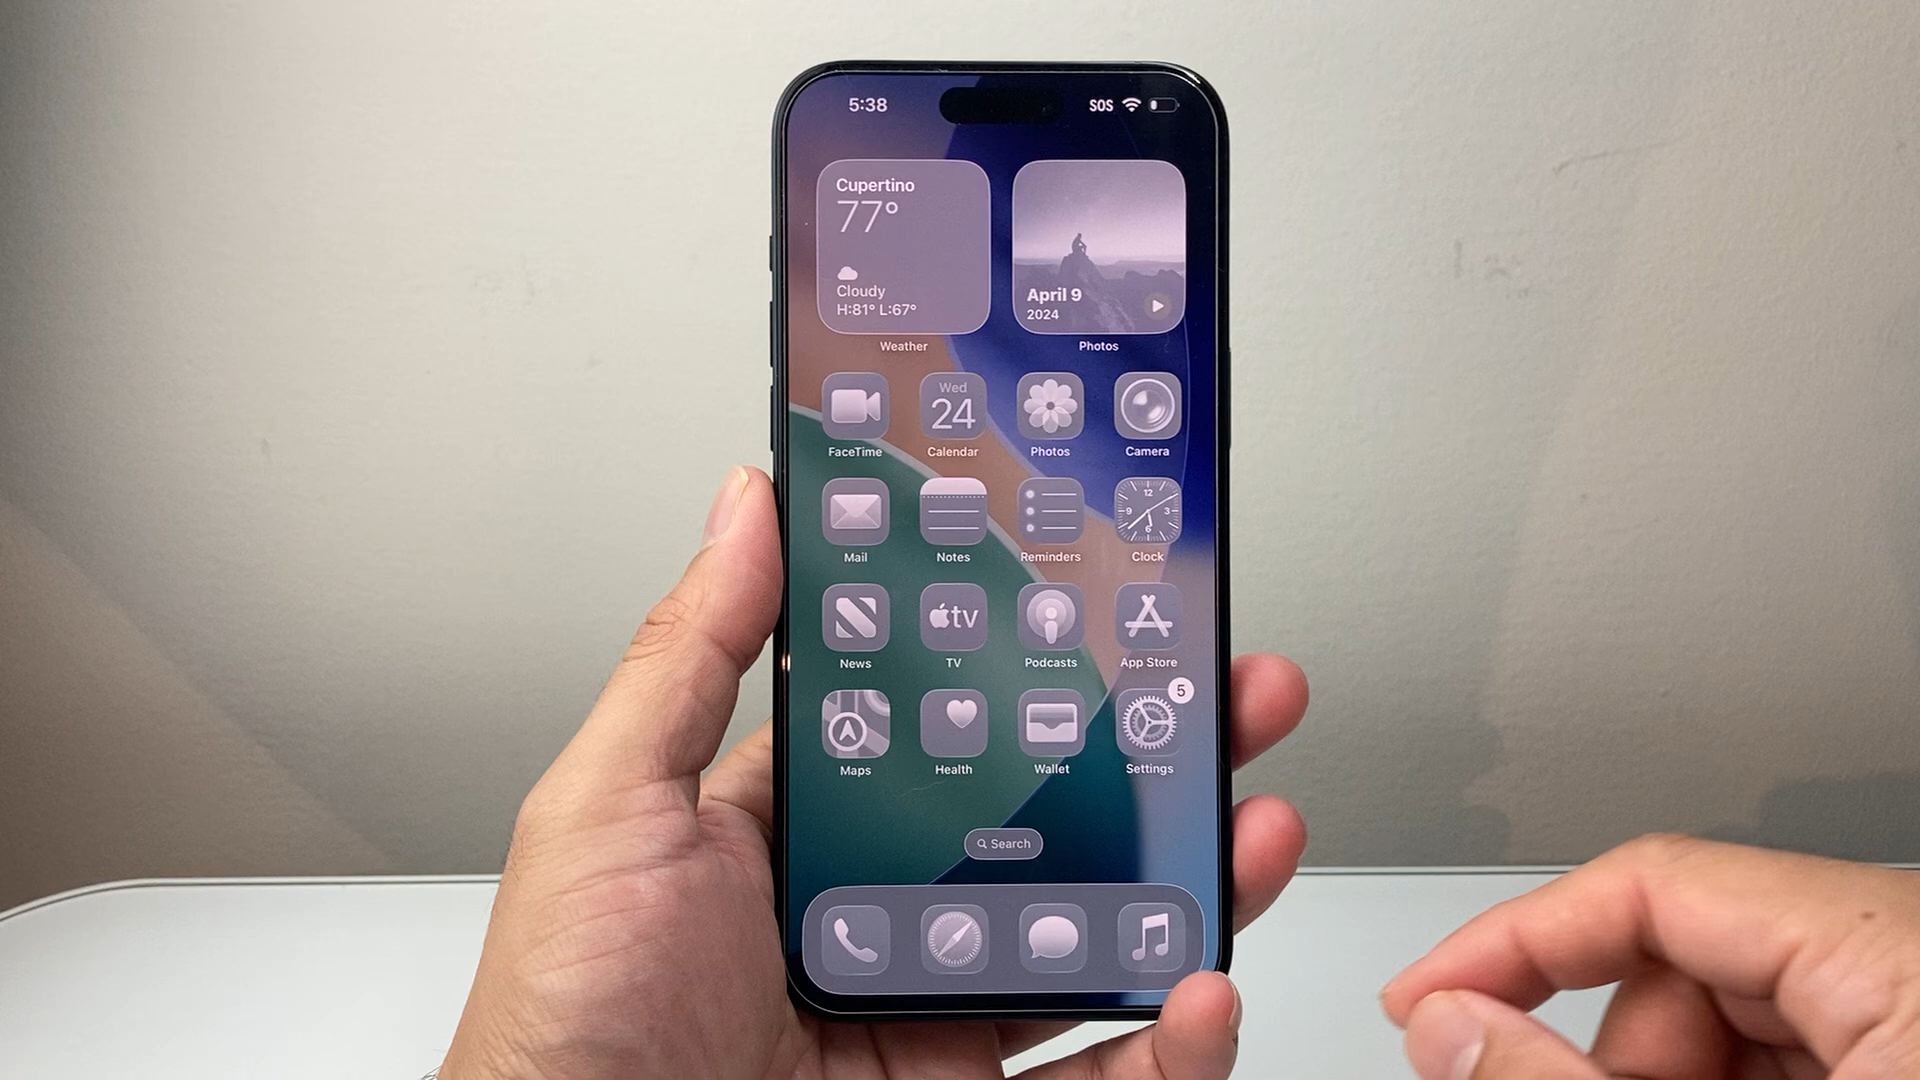 5:38
SOS
Cupertino
77°
Cloudy
H:81° L:67°
Weather
April 9
2024
Photos
FaceTime
Wed
24
Calendar
Photos
Camera
Mail
Notes
Reminders
12
9
3
6
Clock
News
tv
TV
Podcasts
App Store
Maps
Health
Wallet
5
Settings
Search